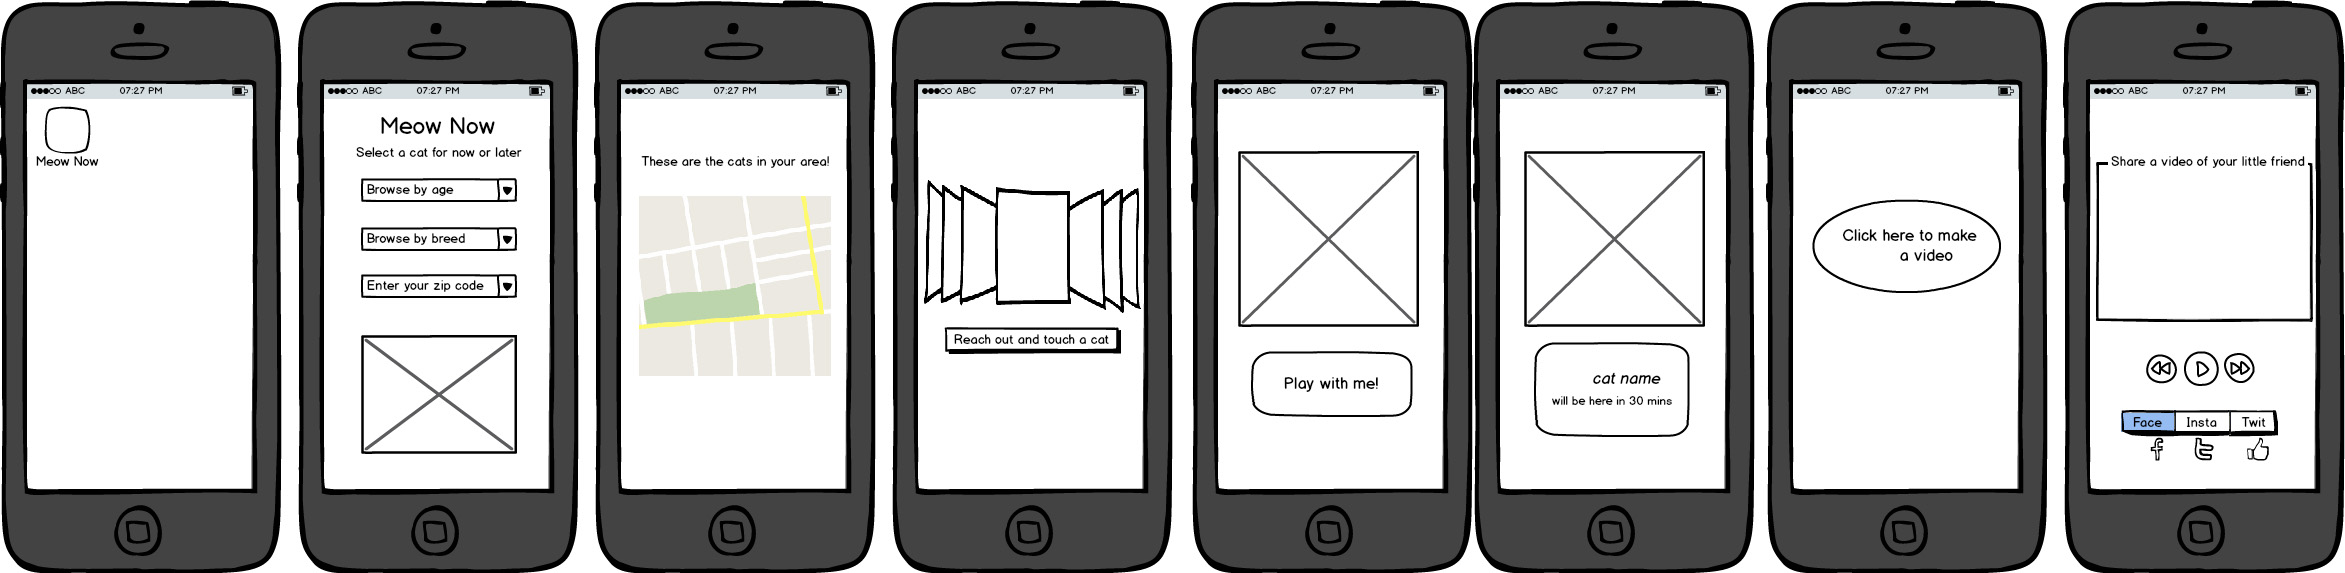 ABC 07:27 PM
Meow Now
ABC 07:27 PM
Meow Now
Select a cat for now or later
Browse by age
Browse by breed
Enter your zip code
ABC 07:27 PM
These are the cats in your area!
ABC 07:27 PM
Reach out and touch a cat
ABC 07:27 PM
Play with me!
ABC 07:27 PM
cat name
will be here in 30 mins
ABC 07:27 PM
Click here to make
a video
ABC 07:27 PM
Share a video of your little friend
Face Insta Twit